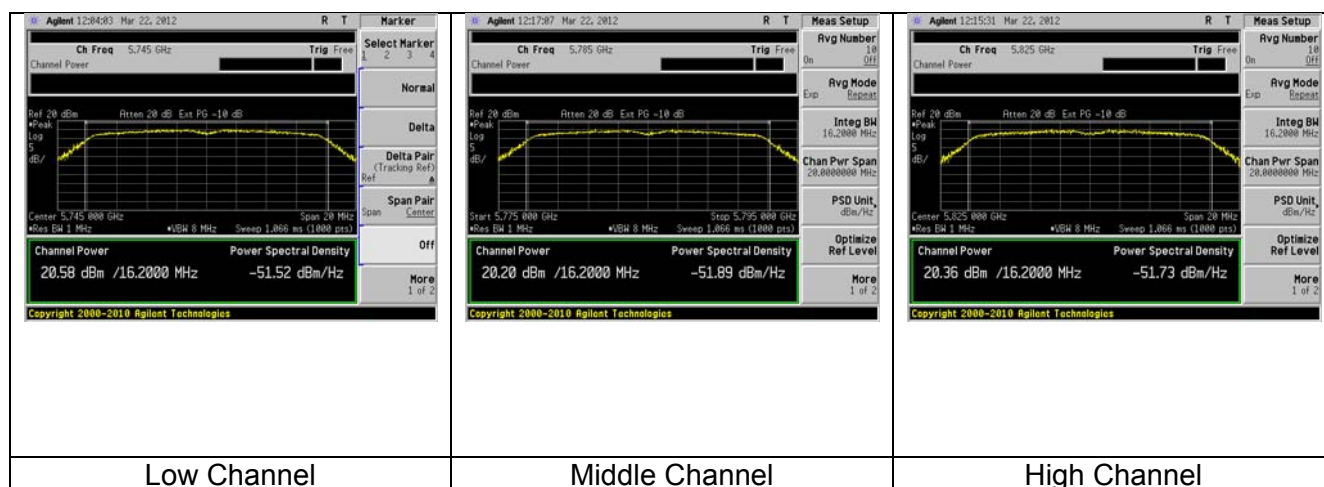 Agilent 12:04:03 Mar 22, 2012 R T Marker
Ch Freq 5.745 GHz Trig Free
Channel Power
Select Marker
1 2 3 4
Normal
Delta
Delta Pair
(Tracking Ref)
Ref
Span Pair
Span Center
Off
More
1 of 2
Ref 20 dBm Atten 20 dB Ext PG -10 dB
•Peak
Log
5
dB/
Center 5.745 000 GHz Span 20 MHz
•Res BW 1 MHz •VBW 8 MHz Sweep 1.066 ms (1000 pts)
Channel Power Power Spectral Density
20.58 dBm /16.2000 MHz -51.52 dBm/Hz
Copyright 2000-2010 Agilent Technologies
Low Channel
Agilent 12:17:07 Mar 22, 2012 R T Meas Setup
Ch Freq 5.785 GHz Trig Free
Channel Power
Avg Number
10
On Off
Avg Mode
Exp Repeat
Integ BW
16.2000 MHz
Chan Pwr Span
20.0000000 MHz
PSD Unit,
dBm/Hz
Optimize
Ref Level
More
1 of 2
Ref 20 dBm Atten 20 dB Ext PG -10 dB
•Peak
Log
5
dB/
Start 5.775 000 GHz Stop 5.795 000 GHz
•Res BW 1 MHz •VBW 8 MHz Sweep 1.066 ms (1000 pts)
Channel Power Power Spectral Density
20.20 dBm /16.2000 MHz -51.89 dBm/Hz
Copyright 2000-2010 Agilent Technologies
Middle Channel
Agilent 12:15:31 Mar 22, 2012 R T Meas Setup
Ch Freq 5.825 GHz Trig Free
Channel Power
Avg Number
10
On Off
Avg Mode
Exp Repeat
Integ BW
16.2000 MHz
Chan Pwr Span
20.0000000 MHz
PSD Unit,
dBm/Hz
Optimize
Ref Level
More
1 of 2
Ref 20 dBm Atten 20 dB Ext PG -10 dB
•Peak
Log
5
dB/
Center 5.825 000 GHz Span 20 MHz
•Res BW 1 MHz •VBW 8 MHz Sweep 1.066 ms (1000 pts)
Channel Power Power Spectral Density
20.36 dBm /16.2000 MHz -51.73 dBm/Hz
Copyright 2000-2010 Agilent Technologies
High Channel